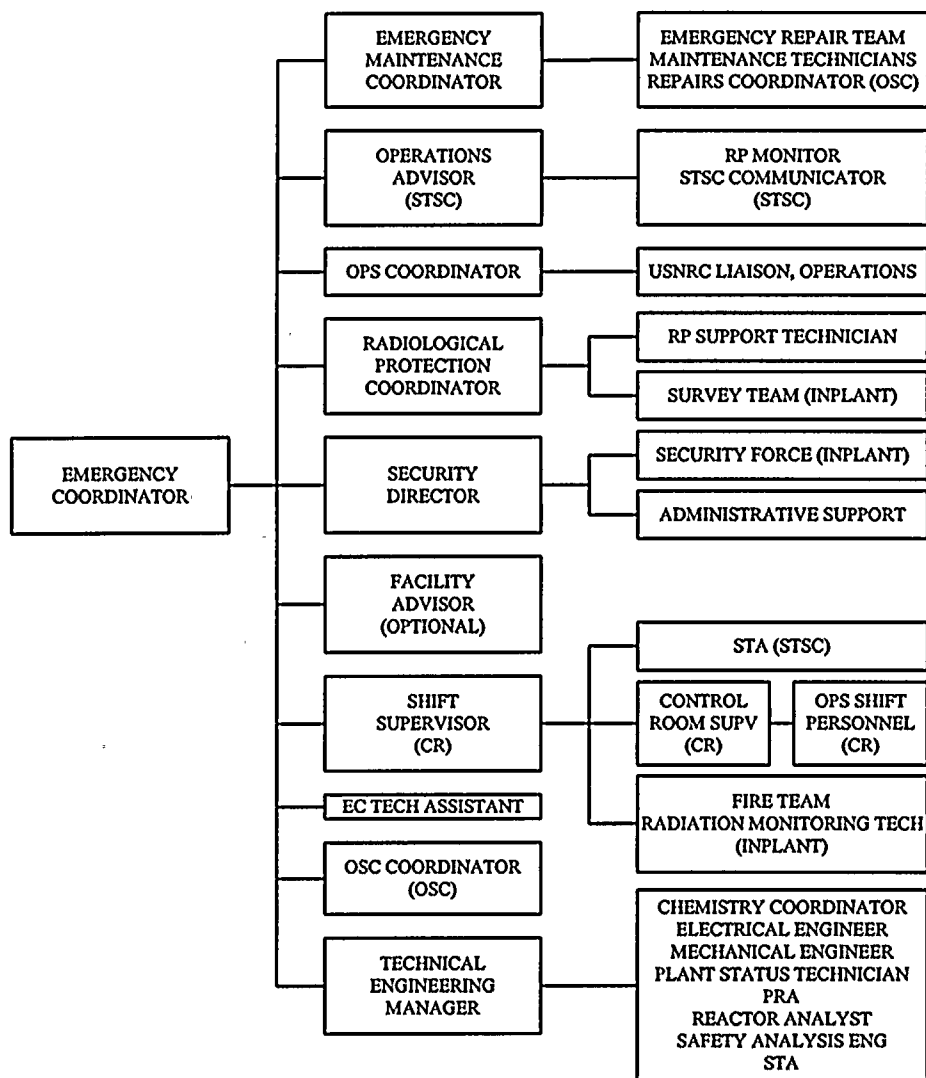 EMERGENCY
MAINTENANCE
COORDINATOR
EMERGENCY REPAIR TEAM
MAINTENANCE TECHNICIANS
REPAIRS COORDINATOR (OSC)
OPERATIONS
ADVISOR
(STSC)
RP MONITOR
STSC COMMUNICATOR
(STSC)
OPS COORDINATOR
USNRC LIAISON, OPERATIONS
RADIOLOGICAL
PROTECTION
COORDINATOR
RP SUPPORT TECHNICIAN
SURVEY TEAM (INPLANT)
EMERGENCY
COORDINATOR
SECURITY
DIRECTOR
SECURITY FORCE (INPLANT)
ADMINISTRATIVE SUPPORT
FACILITY
ADVISOR
(OPTIONAL)
SHIFT
SUPERVISOR
(CR)
STA (STSC)
CONTROL
ROOM SUPV
(CR)
OPS SHIFT
PERSONNEL
(CR)
FIRE TEAM
RADIATION MONITORING TECH
(INPLANT)
EC TECH ASSISTANT
OSC COORDINATOR
(OSC)
TECHNICAL
ENGINEERING
MANAGER
CHEMISTRY COORDINATOR
ELECTRICAL ENGINEER
MECHANICAL ENGINEER
PLANT STATUS TECHNICIAN
PRA
REACTOR ANALYST
SAFETY ANALYSIS ENG
STA